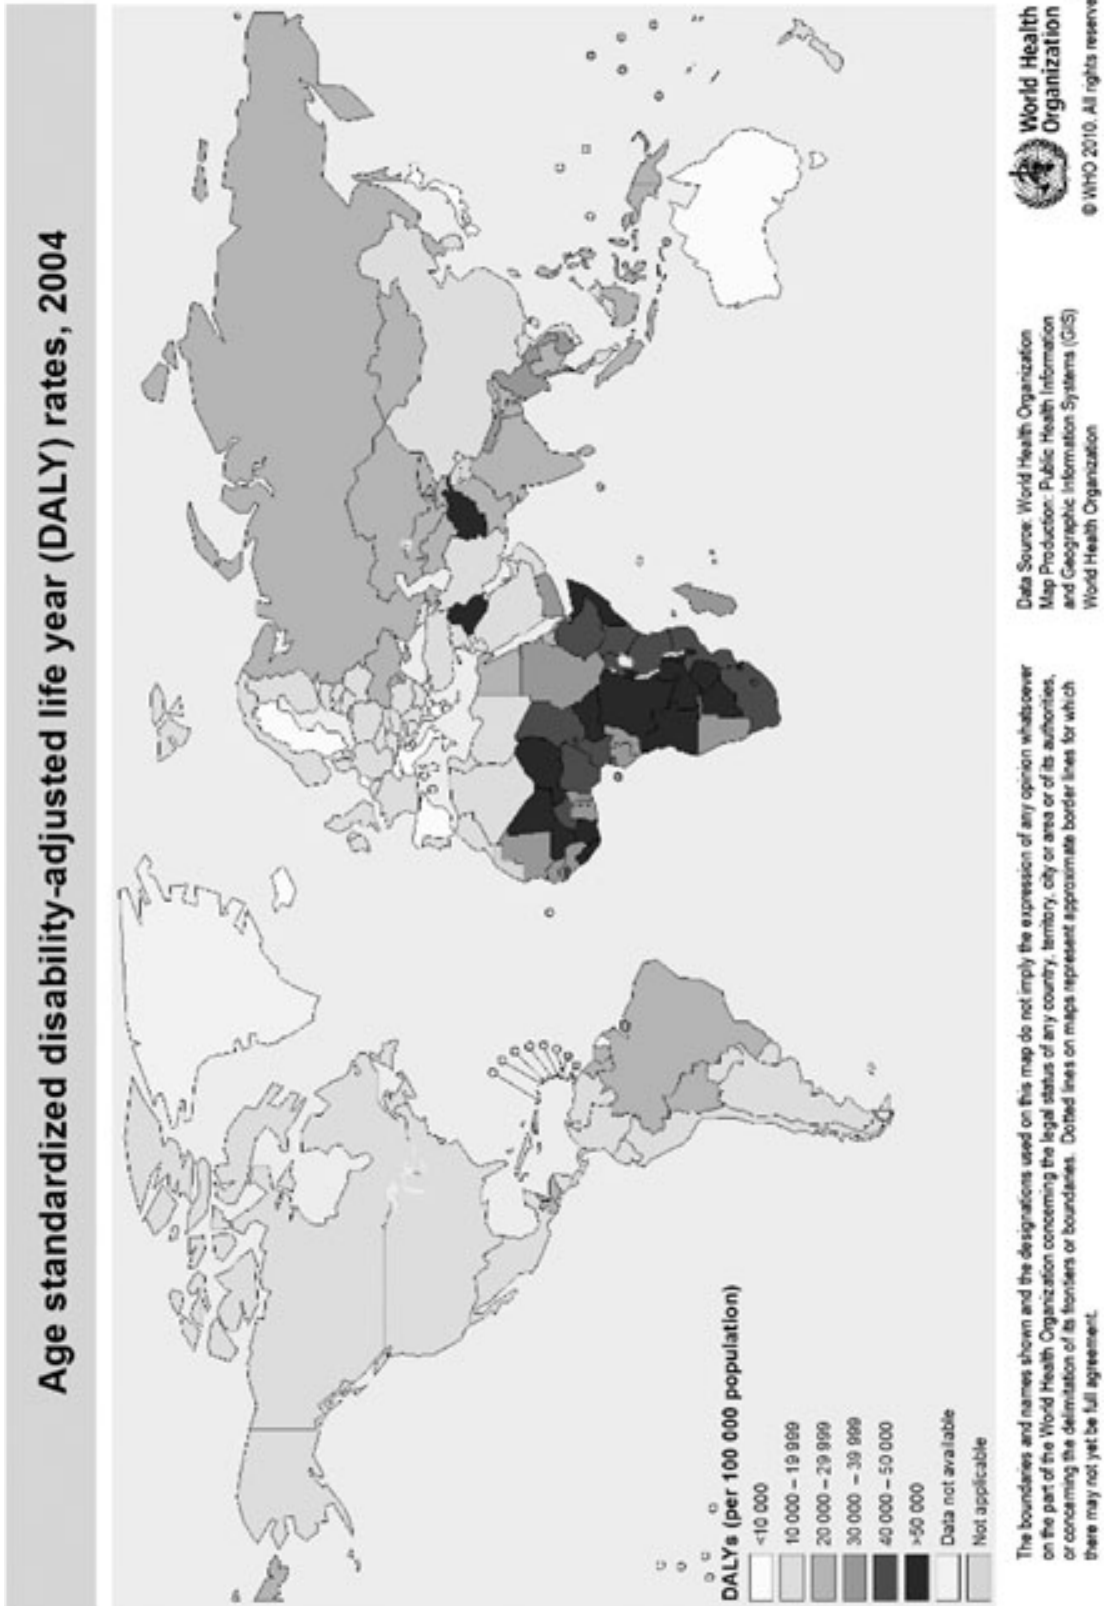 Age standardized disability-adjusted life year (DALY) rates, 2004
DALYs (per 100 000 population)
<10 000
10 000 – 19 999
20 000 – 29 999
30 000 – 39 999
40 000 – 50 000
>50 000
Data not available
Not applicable
The boundaries and names shown and the designations used on this map do not imply the expression of any opinion whatsoever
on the part of the World Health Organization concerning the legal status of any country, territory, city or area or of its authorities,
or concerning the delimitation of its frontiers or boundaries. Dotted lines on maps represent approximate border lines for which
there may not yet be full agreement.
Data Source: World Health Organization
Map Production: Public Health Information
and Geographic Information Systems (GIS)
World Health Organization
World Health
Organization
© WHO 2010. All rights reserve